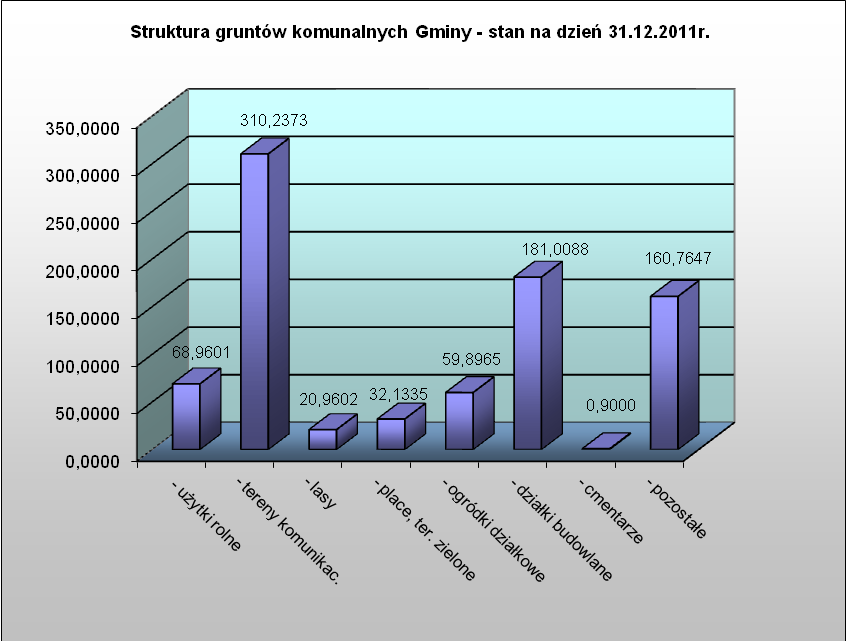 Struktura gruntów komunalnych Gminy - stan na dzień 31.12.2011r.
350,0000
300,0000
250,0000
200,0000
150,0000
100,0000
50,0000
0,0000
68,9601
310,2373
20,9602
32,1335
59,8965
181,0088
0,9000
160,7647
- użytki rolne
- tereny komunikac.
- lasy
- place, ter. zielone
- ogródki działkowe
- działki budowlane
- cmentarze
- pozostałe